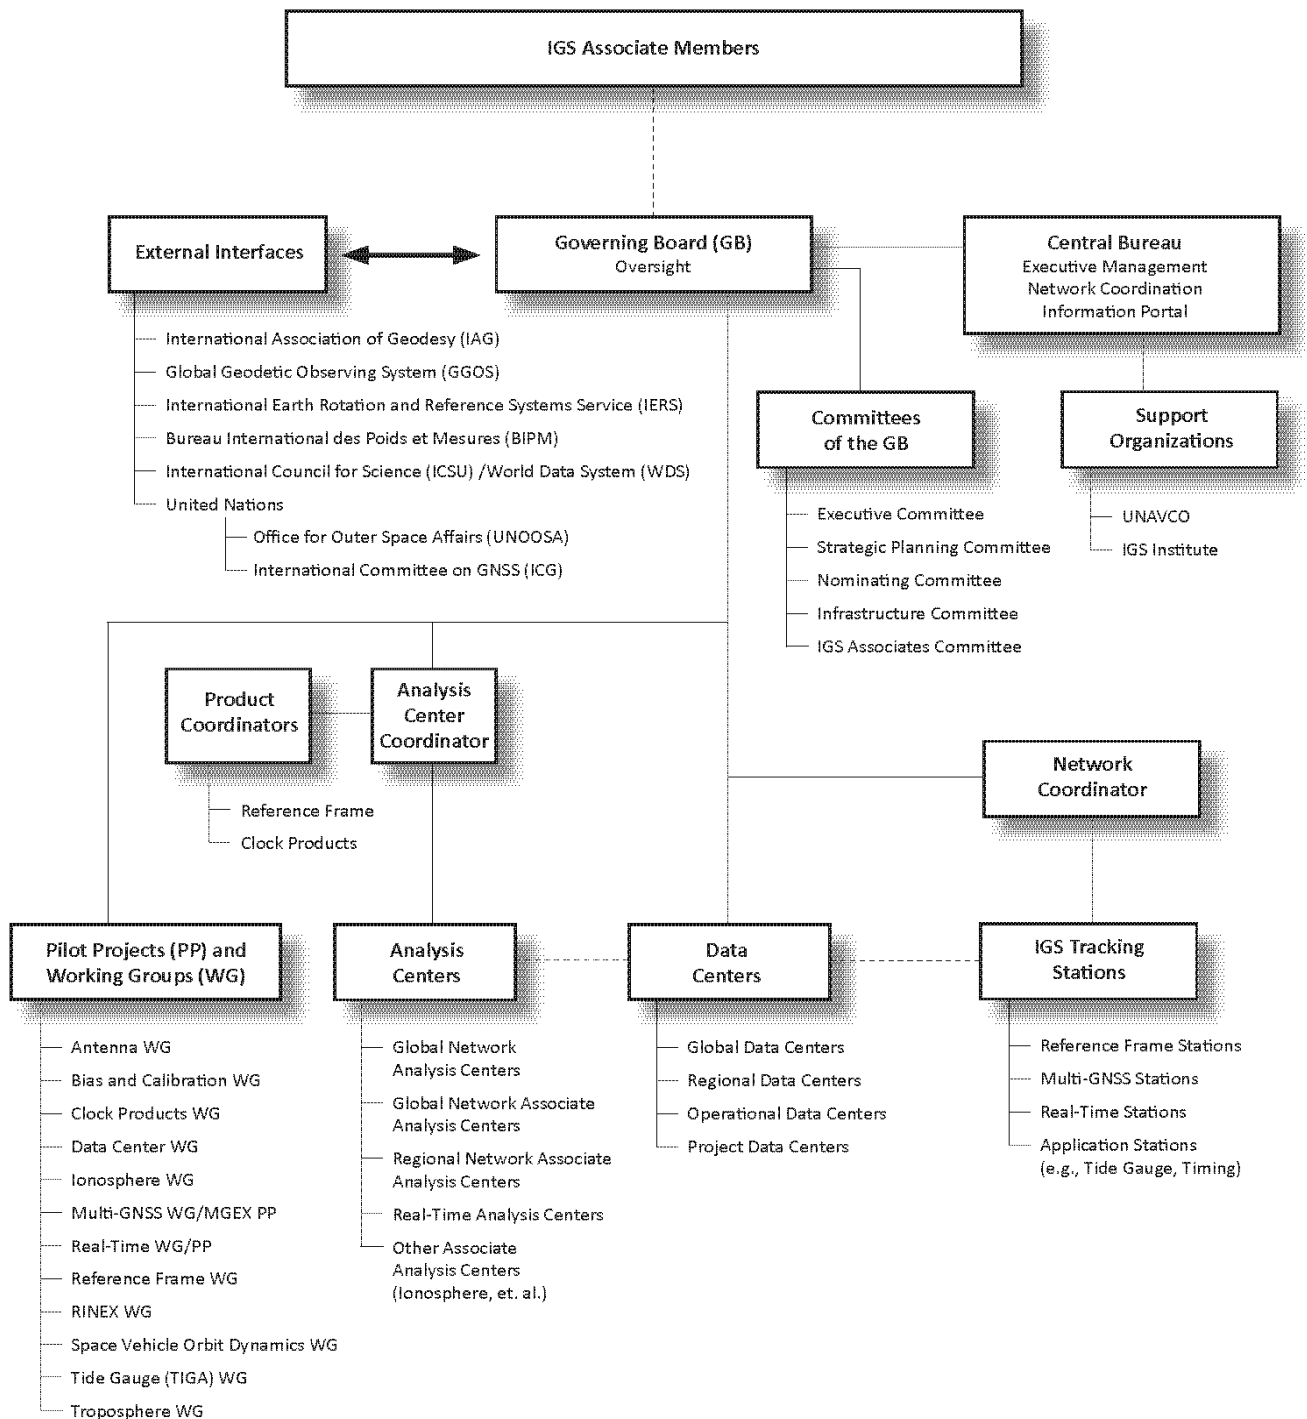 IGS Associate Members
External Interfaces
Governing Board (GB)
Oversight
Central Bureau
Executive Management
Network Coordination
Information Portal
International Association of Geodesy (IAG)
Global Geodetic Observing System (GGOS)
International Earth Rotation and Reference Systems Service (IERS)
Bureau International des Poids et Mesures (BIPM)
International Council for Science (ICSU) /World Data System (WDS)
United Nations
Office for Outer Space Affairs (UNOOSA)
International Committee on GNSS (ICG)
Committees
of the GB
Executive Committee
Strategic Planning Committee
Nominating Committee
Infrastructure Committee
IGS Associates Committee
Support
Organizations
UNAVCO
IGS Institute
Product
Coordinators
Reference Frame
Clock Products
Analysis
Center
Coordinator
Network
Coordinator
Pilot Projects (PP) and
Working Groups (WG)
Antenna WG
Bias and Calibration WG
Clock Products WG
Data Center WG
Ionosphere WG
Multi-GNSS WG/MGEX PP
Real-Time WG/PP
Reference Frame WG
RINEX WG
Space Vehicle Orbit Dynamics WG
Tide Gauge (TIGA) WG
Troposphere WG
Analysis
Centers
Global Network
Analysis Centers
Global Network Associate
Analysis Centers
Regional Network Associate
Analysis Centers
Real-Time Analysis Centers
Other Associate
Analysis Centers
(Ionosphere, et. al.)
Data
Centers
Global Data Centers
Regional Data Centers
Operational Data Centers
Project Data Centers
IGS Tracking
Stations
Reference Frame Stations
Multi-GNSS Stations
Real-Time Stations
Application Stations
(e.g., Tide Gauge, Timing)